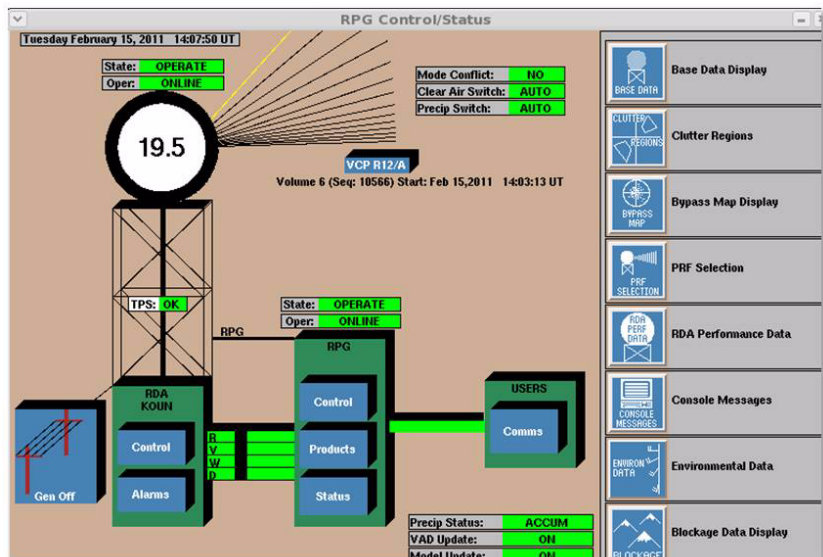 RPG Control/Status
Tuesday February 15, 2011 14:07:50 UT
State: OPERATE
Oper: ONLINE
Mode Conflict: NO
Clear Air Switch: AUTO
Precip Switch: AUTO
19.5
VCP R12/A
Volume 6 (Seq: 10566) Start: Feb 15,2011 14:03:13 UT
TPS: OK
State: OPERATE
Oper: ONLINE
RPG
RPG
Control
Products
Status
RDA
KOUN
Control
Alarms
R
V
W
D
USERS
Comms
Gen Off
Precip Status: ACCUM
VAD Update: ON
Model Update: ON
BASE DATA
Base Data Display
CLUTTER
REGIONS
Clutter Regions
BYPASS
MAP
Bypass Map Display
PRF
SELECTION
PRF Selection
RDA
PERF
DATA
RDA Performance Data
CONSOLE
MESSAGES
Console Messages
ENVIRON
DATA
Environmental Data
BLOCKAGE
Blockage Data Display